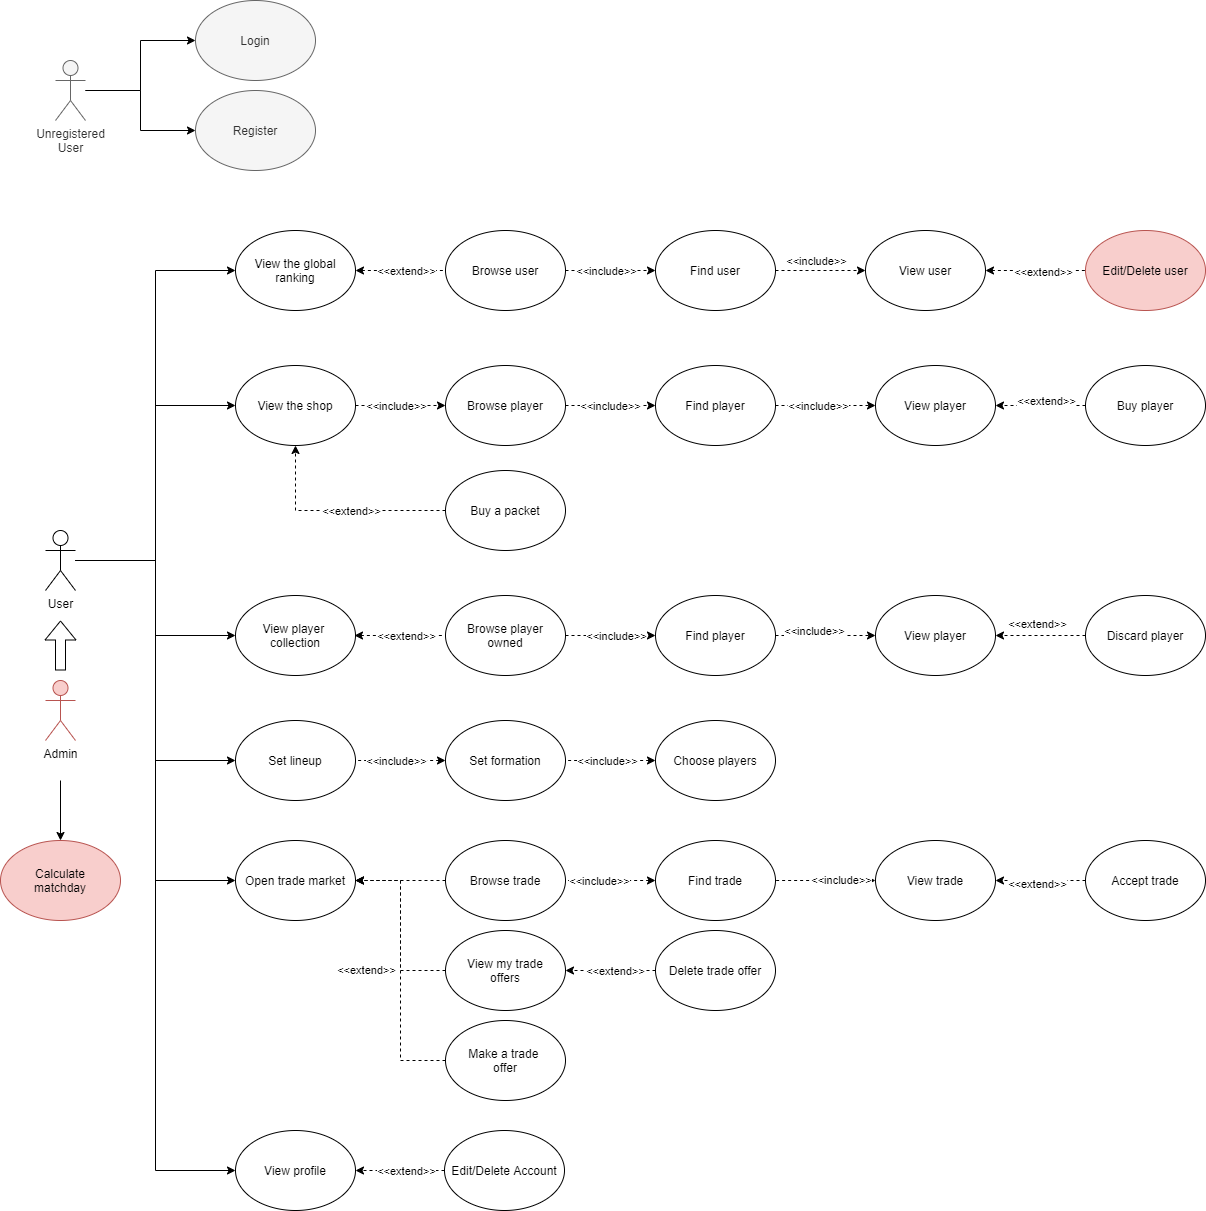 Login
Register
Unregistered
User
View the global
ranking
<<extend>>
Browse user
<<include>>
Find user
<<include>>
View user
<<extend>>
Edit/Delete user
View the shop
<<include>>
Browse player
<<include>>
Find player
<<include>>
View player
<<extend>>
Buy player
<<extend>>
Buy a packet
User
View player
collection
<<extend>>
Browse player
owned
<<include>>
Find player
<<include>>
View player
<<extend>>
Discard player
Admin
Set lineup
<<include>>
Set formation
<<include>>
Choose players
Calculate
matchday
Open trade market
Browse trade
<<include>>
Find trade
<<include>>
View trade
<<extend>>
Accept trade
<<extend>>
View my trade
offers
<<extend>>
Delete trade offer
Make a trade
offer
View profile
<<extend>>
Edit/Delete Account